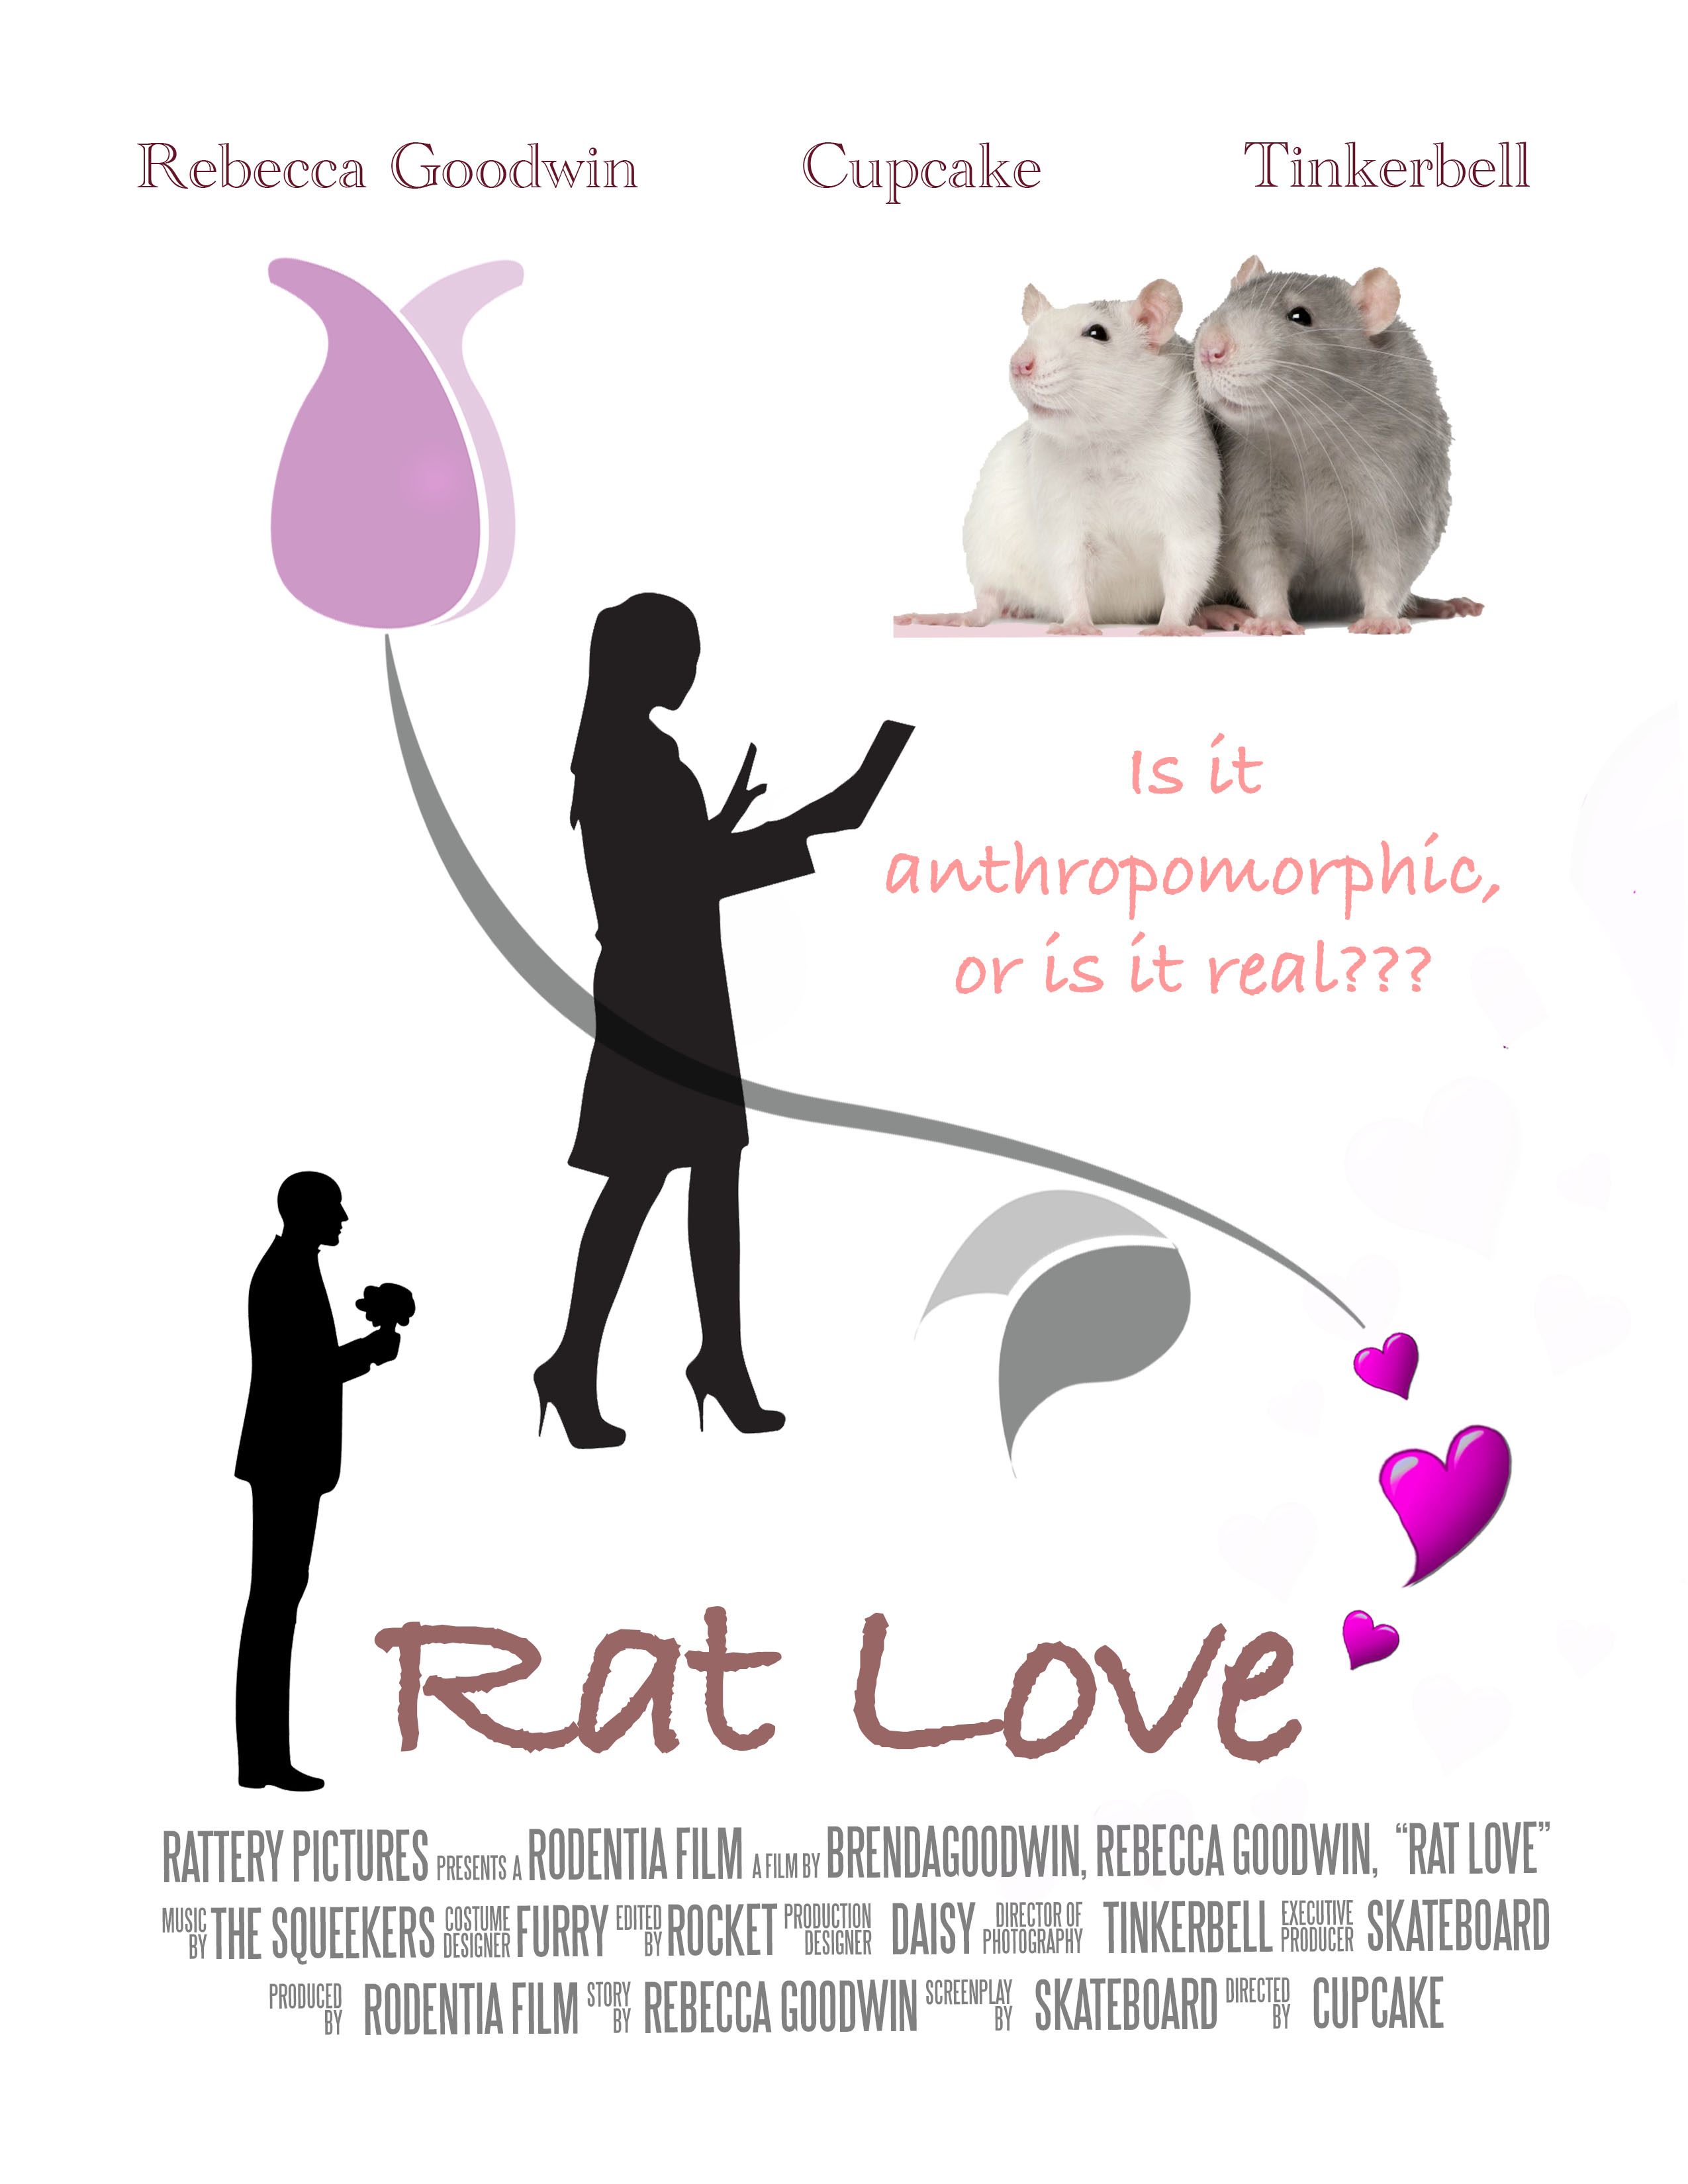 Rebecca Goodwin Cupcake Tinkerbell
Is it
anthropomorphic,
or is it real???
Rat Love
RATTERY PICTURES PRESENTS A RODENTIA FILM A FILM BY BRENDAGOODWIN, REBECCA GOODWIN, “RAT LOVE”
MUSIC BY THE SQUEEKERS COSTUME DESIGNER FURRY EDITED BY ROCKET PRODUCTION DESIGNER DAISY DIRECTOR OF PHOTOGRAPHY TINKERBELL EXECUTIVE PRODUCER SKATEBOARD
PRODUCED BY RODENTIA FILM STORY BY REBECCA GOODWIN SCREENPLAY BY SKATEBOARD DIRECTED BY CUPCAKE